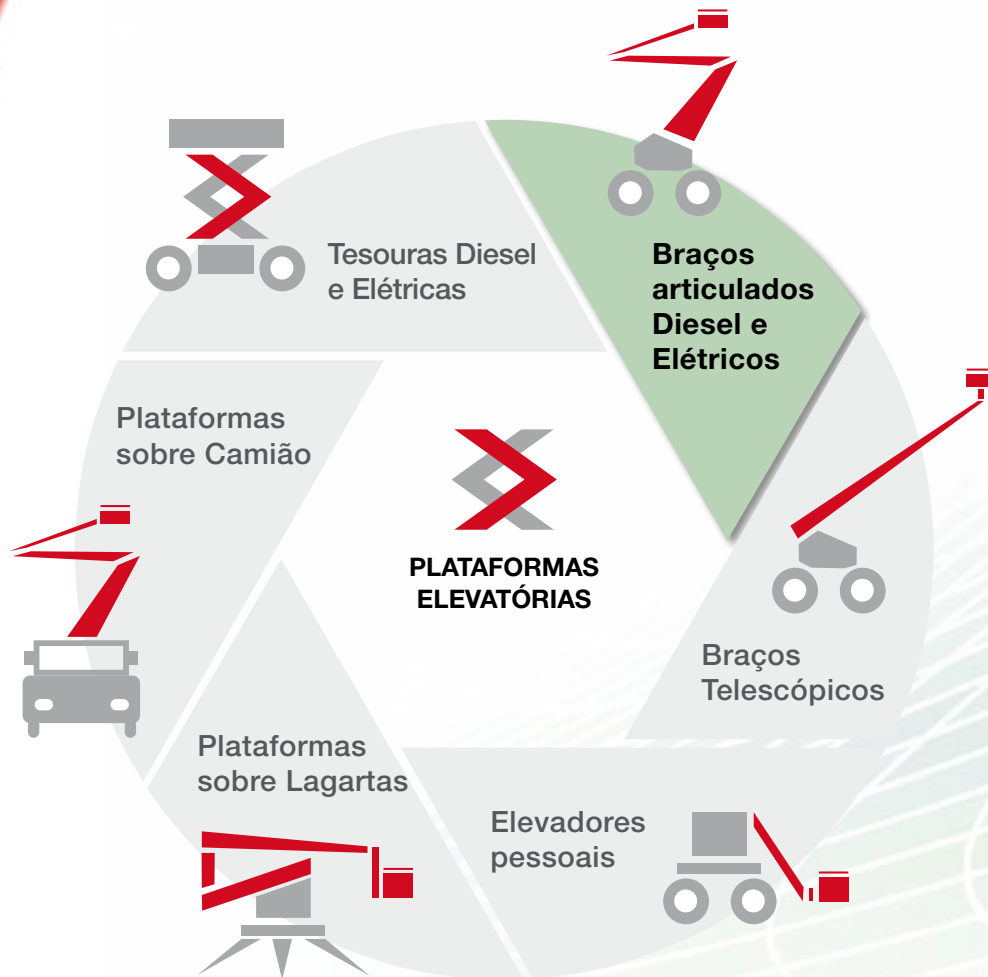 Tesouras Diesel
e Elétricas
Braços
articulados
Diesel e
Elétricos
Plataformas
sobre Camião
PLATAFORMAS
ELEVATÓRIAS
Braços
Telescópicos
Plataformas
sobre Lagartas
Elevadores
pessoais